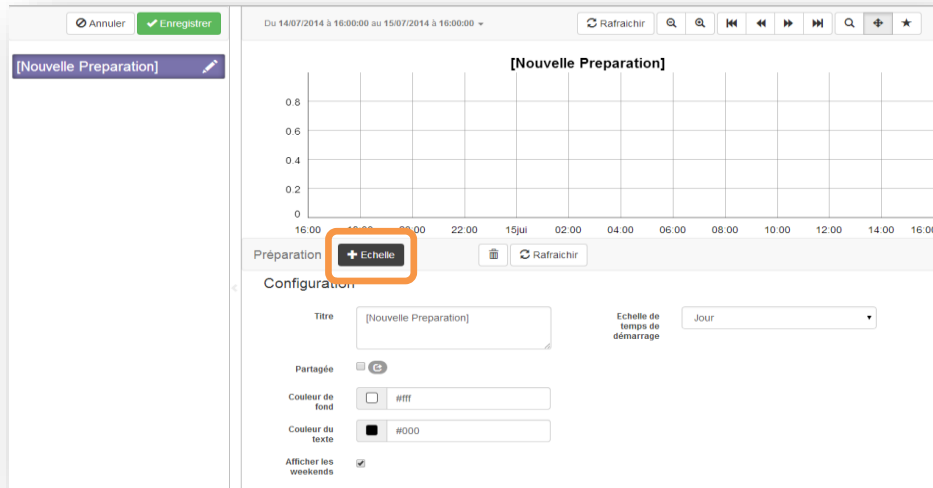 Annuler
Enregistrer
Du 14/07/2014 à 16:00:00 au 15/07/2014 à 16:00:00
Rafraichir
[Nouvelle Preparation]
[Nouvelle Preparation]
0.8
0.6
0.4
0.2
0
16:00 18:00 20:00 22:00 15jui 02:00 04:00 06:00 08:00 10:00 12:00 14:00 16:00
Préparation
Echelle
Rafraichir
Configuration
Titre
[Nouvelle Preparation]
Echelle de
temps de
démarrage
Jour
Partagée
Couleur de
fond
#fff
Couleur du
texte
#000
Afficher les
weekends